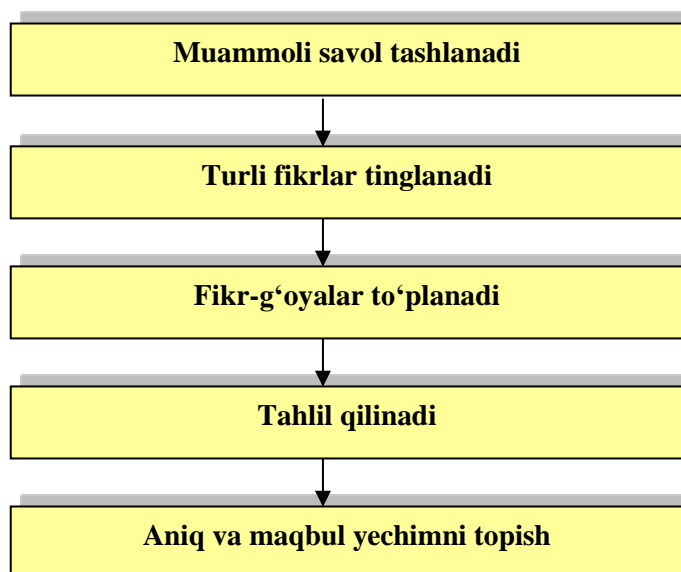 Muammoli savol tashlanadi
Turli fikrlar tinglanadi
Fikr-g‘oyalar to‘planadi
Tahlil qilinadi
Aniq va maqbul yechimni topish